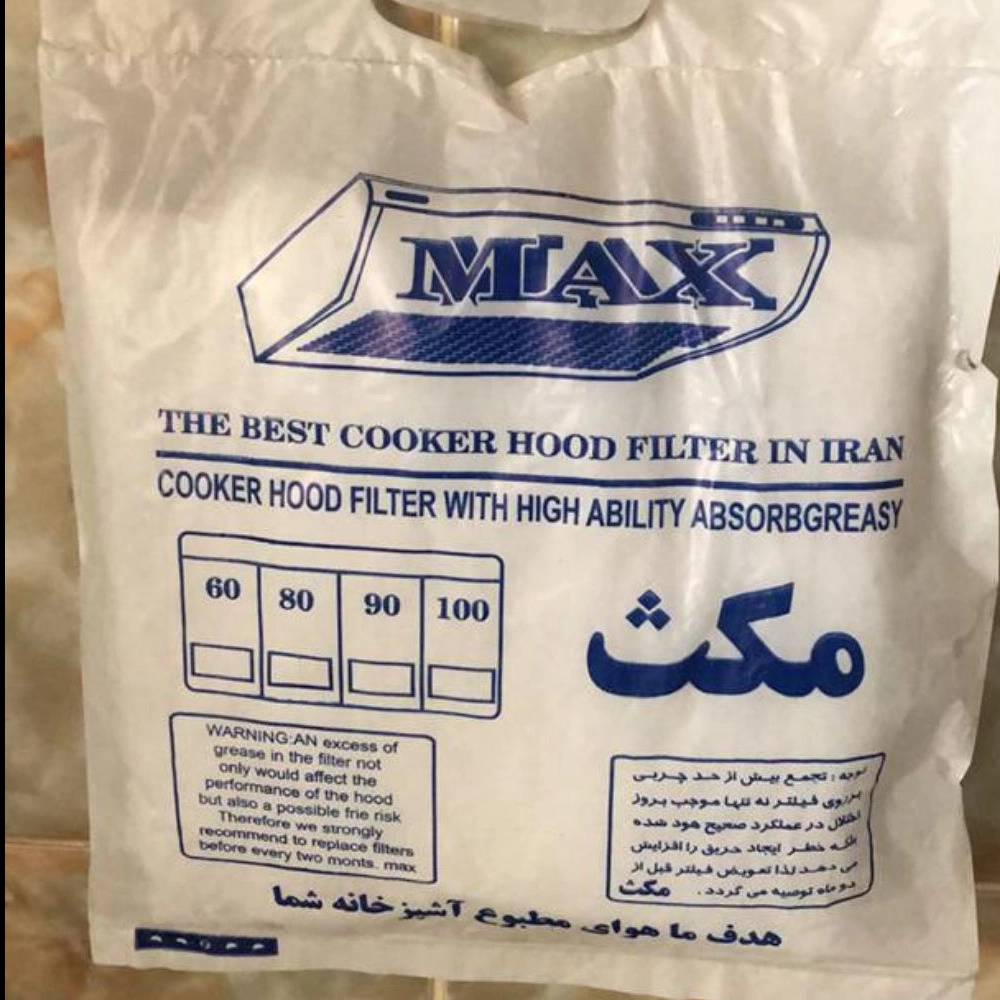 MAX
THE BEST COOKER HOOD FILTER IN IRAN
COOKER HOOD FILTER WITH HIGH ABILITY ABSORBGREASY
60 80 90 100
مکث
WARNING:AN excess of
grease in the filter not
only would affect the
performance of the hood
but also a possible frie risk
Therefore we strongly
recommend to replace filters
before every two monts. max
توجه : تجمع بیش از حد چربی
برروی فیلتر نه تنها موجب بروز
اختلال در عملکرد صحیح هود شده
بلکه خطر ایجاد حریق را افزایش
می دهد لذا تعویض فیلتر قبل از
دو ماه توصیه می گردد . مکث
هدف ما هوای مطبوع آشپزخانه شما